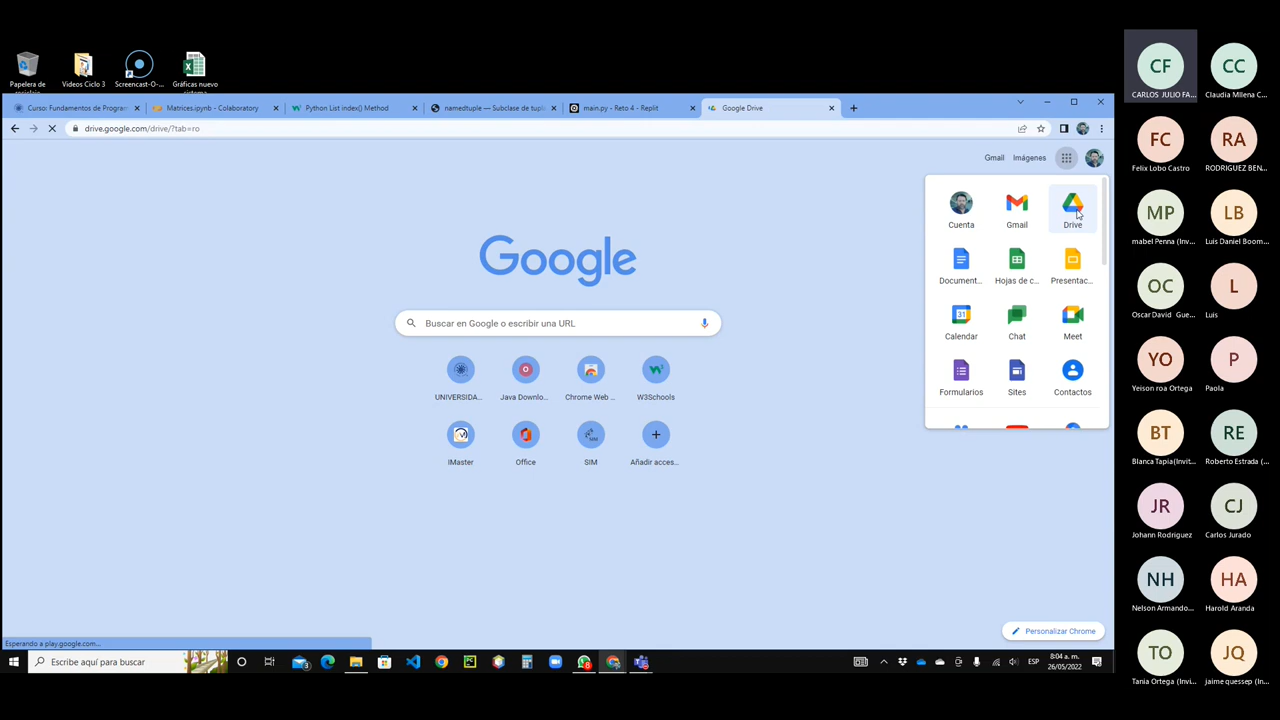 Papelera de
reciclaje
Videos Ciclo 3
Screencast-O-...
Gráficas nuevo
sistema
Curso: Fundamentos de Program
Matrices.ipynb - Colaboratory
Python List index() Method
namedtuple — Subclase de tupl
main.py - Reto 4 - Replit
Google Drive
drive.google.com/drive/?tab=ro
Gmail
Imágenes
Cuenta
Gmail
Drive
Document...
Hojas de c...
Presentac...
31
Calendar
Chat
Meet
Formularios
Sites
Contactos
Google
Buscar en Google o escribir una URL
UNIVERSIDA...
Java Downlo...
Chrome Web ...
W3Schools
IMaster
Office
SIM
Añadir acces...
Personalizar Chrome
Esperando a play.google.com...
Escribe aquí para buscar
ESP
8:04 a. m.
26/05/2022
CF
CARLOS JULIO FA...
CC
Claudia Milena C...
FC
Felix Lobo Castro
RA
RODRIGUEZ BEN...
MP
mabel Penna (Inv...
LB
Luis Daniel Boom...
OC
Oscar David Gue...
L
Luis
YO
Yeison roa Ortega
P
Paola
BT
Blanca Tapia(Invit...
RE
Roberto Estrada (...
JR
Johann Rodriguez
CJ
Carlos Jurado
NH
Nelson Armando...
HA
Harold Aranda
TO
Tania Ortega (Invi...
JQ
jaime quessep (In...